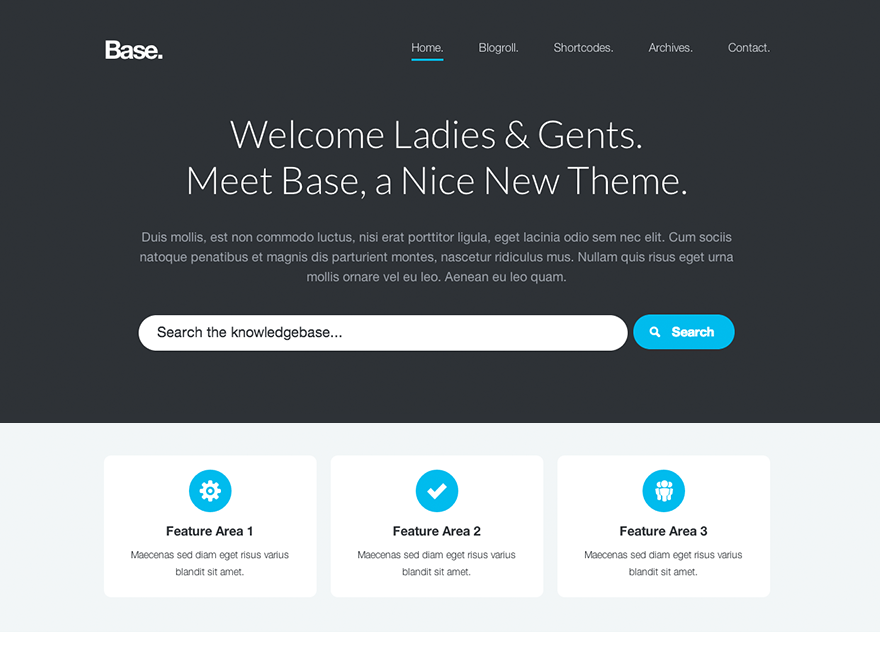 Base.
Home. Blogroll. Shortcodes. Archives. Contact.
Welcome Ladies & Gents.
Meet Base, a Nice New Theme.
Duis mollis, est non commodo luctus, nisi erat porttitor ligula, eget lacinia odio sem nec elit. Cum sociis
natoque penatibus et magnis dis parturient montes, nascetur ridiculus mus. Nullam quis risus eget urna
mollis ornare vel eu leo. Aenean eu leo quam.
Search the knowledgebase...
Search
Feature Area 1
Maecenas sed diam eget risus varius
blandit sit amet.
Feature Area 2
Maecenas sed diam eget risus varius
blandit sit amet.
Feature Area 3
Maecenas sed diam eget risus varius
blandit sit amet.